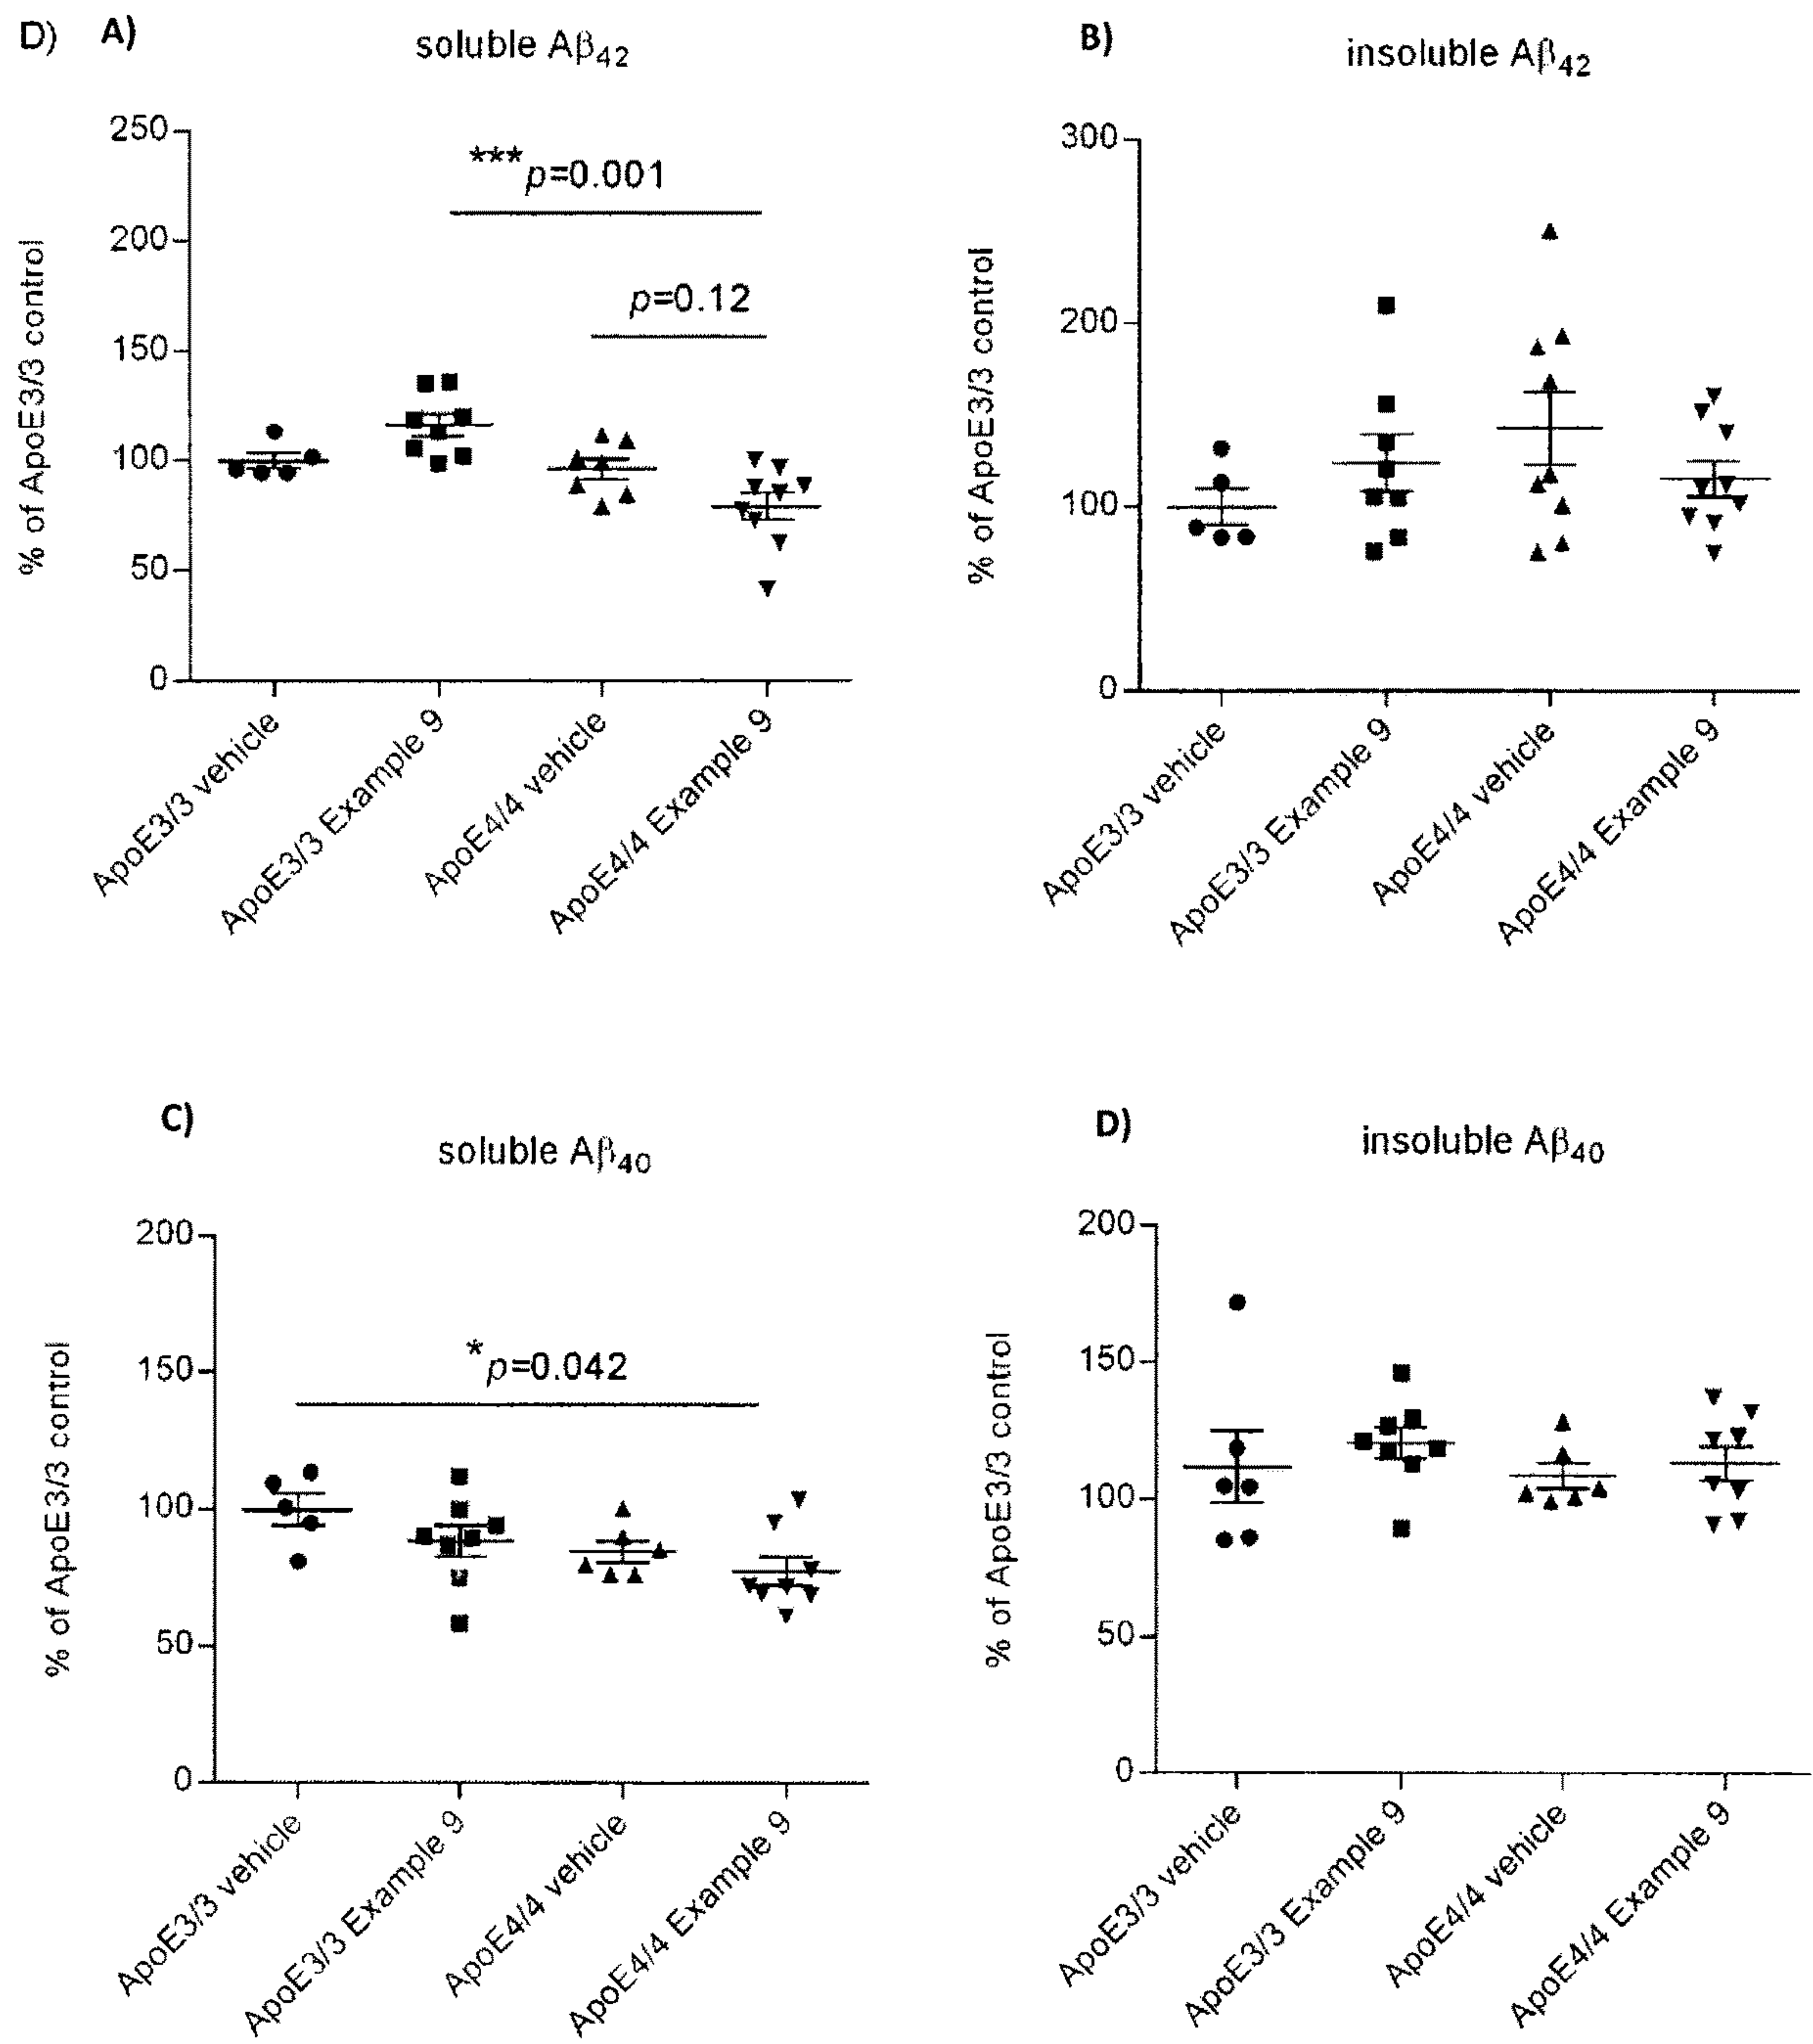 D) A) soluble Aβ42
% of ApoE3/3 control
250
200
150
100
50
0
***p=0.001
p=0.12
ApoE3/3 vehicle
ApoE3/3 Example 9
ApoE4/4 vehicle
ApoE4/4 Example 9
B) insoluble Aβ42
% of ApoE3/3 control
300
200
100
0
ApoE3/3 vehicle
ApoE3/3 Example 9
ApoE4/4 vehicle
ApoE4/4 Example 9
C) soluble Aβ40
% of ApoE3/3 control
200
150
100
50
0
*p=0.042
ApoE3/3 vehicle
ApoE3/3 Example 9
ApoE4/4 vehicle
ApoE4/4 Example 9
D) insoluble Aβ40
% of ApoE3/3 control
200
150
100
50
0
ApoE3/3 vehicle
ApoE3/3 Example 9
ApoE4/4 vehicle
ApoE4/4 Example 9